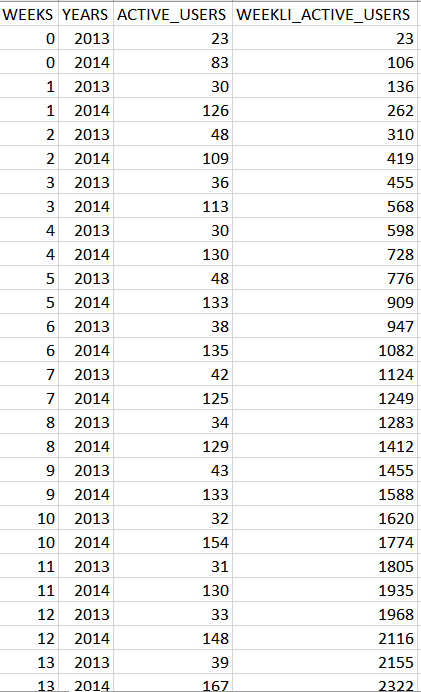 WEEKS YEARS ACTIVE_USERS WEEKLI_ACTIVE_USERS
0 2013 23 23
0 2014 83 106
1 2013 30 136
1 2014 126 262
2 2013 48 310
2 2014 109 419
3 2013 36 455
3 2014 113 568
4 2013 30 598
4 2014 130 728
5 2013 48 776
5 2014 133 909
6 2013 38 947
6 2014 135 1082
7 2013 42 1124
7 2014 125 1249
8 2013 34 1283
8 2014 129 1412
9 2013 43 1455
9 2014 133 1588
10 2013 32 1620
10 2014 154 1774
11 2013 31 1805
11 2014 130 1935
12 2013 33 1968
12 2014 148 2116
13 2013 39 2155
13 2014 167 2322